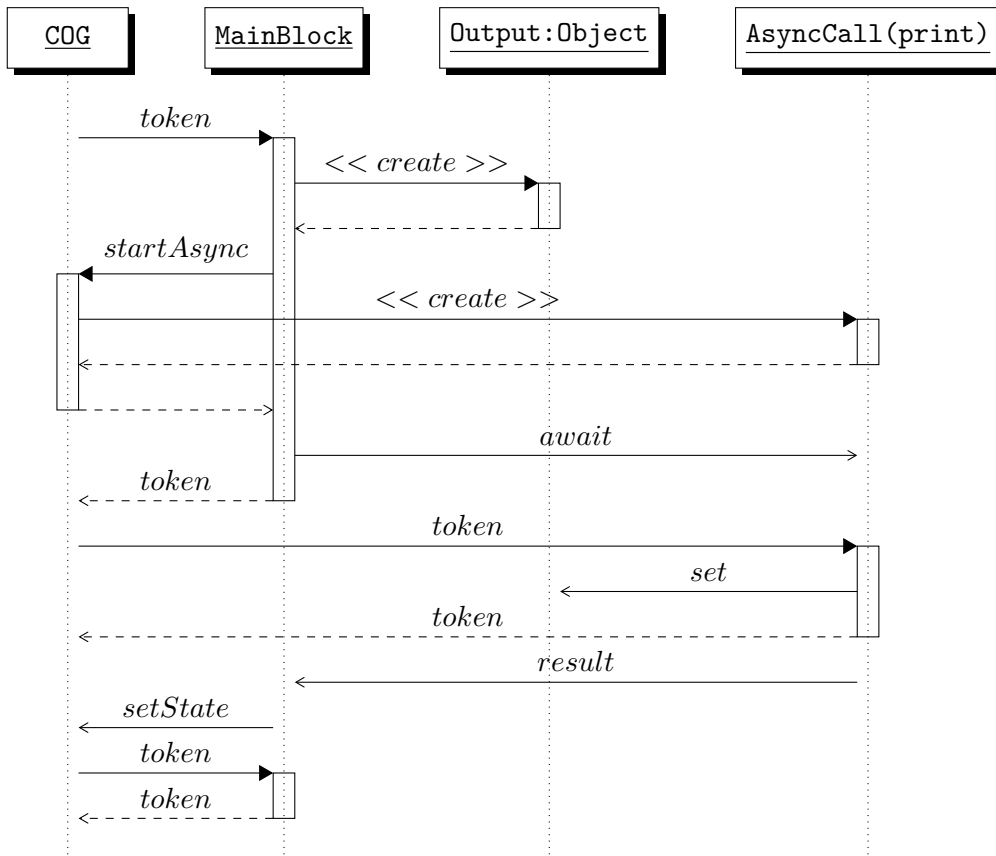 COG MainBlock Output:Object AsyncCall(print)
token
<< create >>
startAsync
<< create >>
await
token
token
set
token
result
setState
token
token